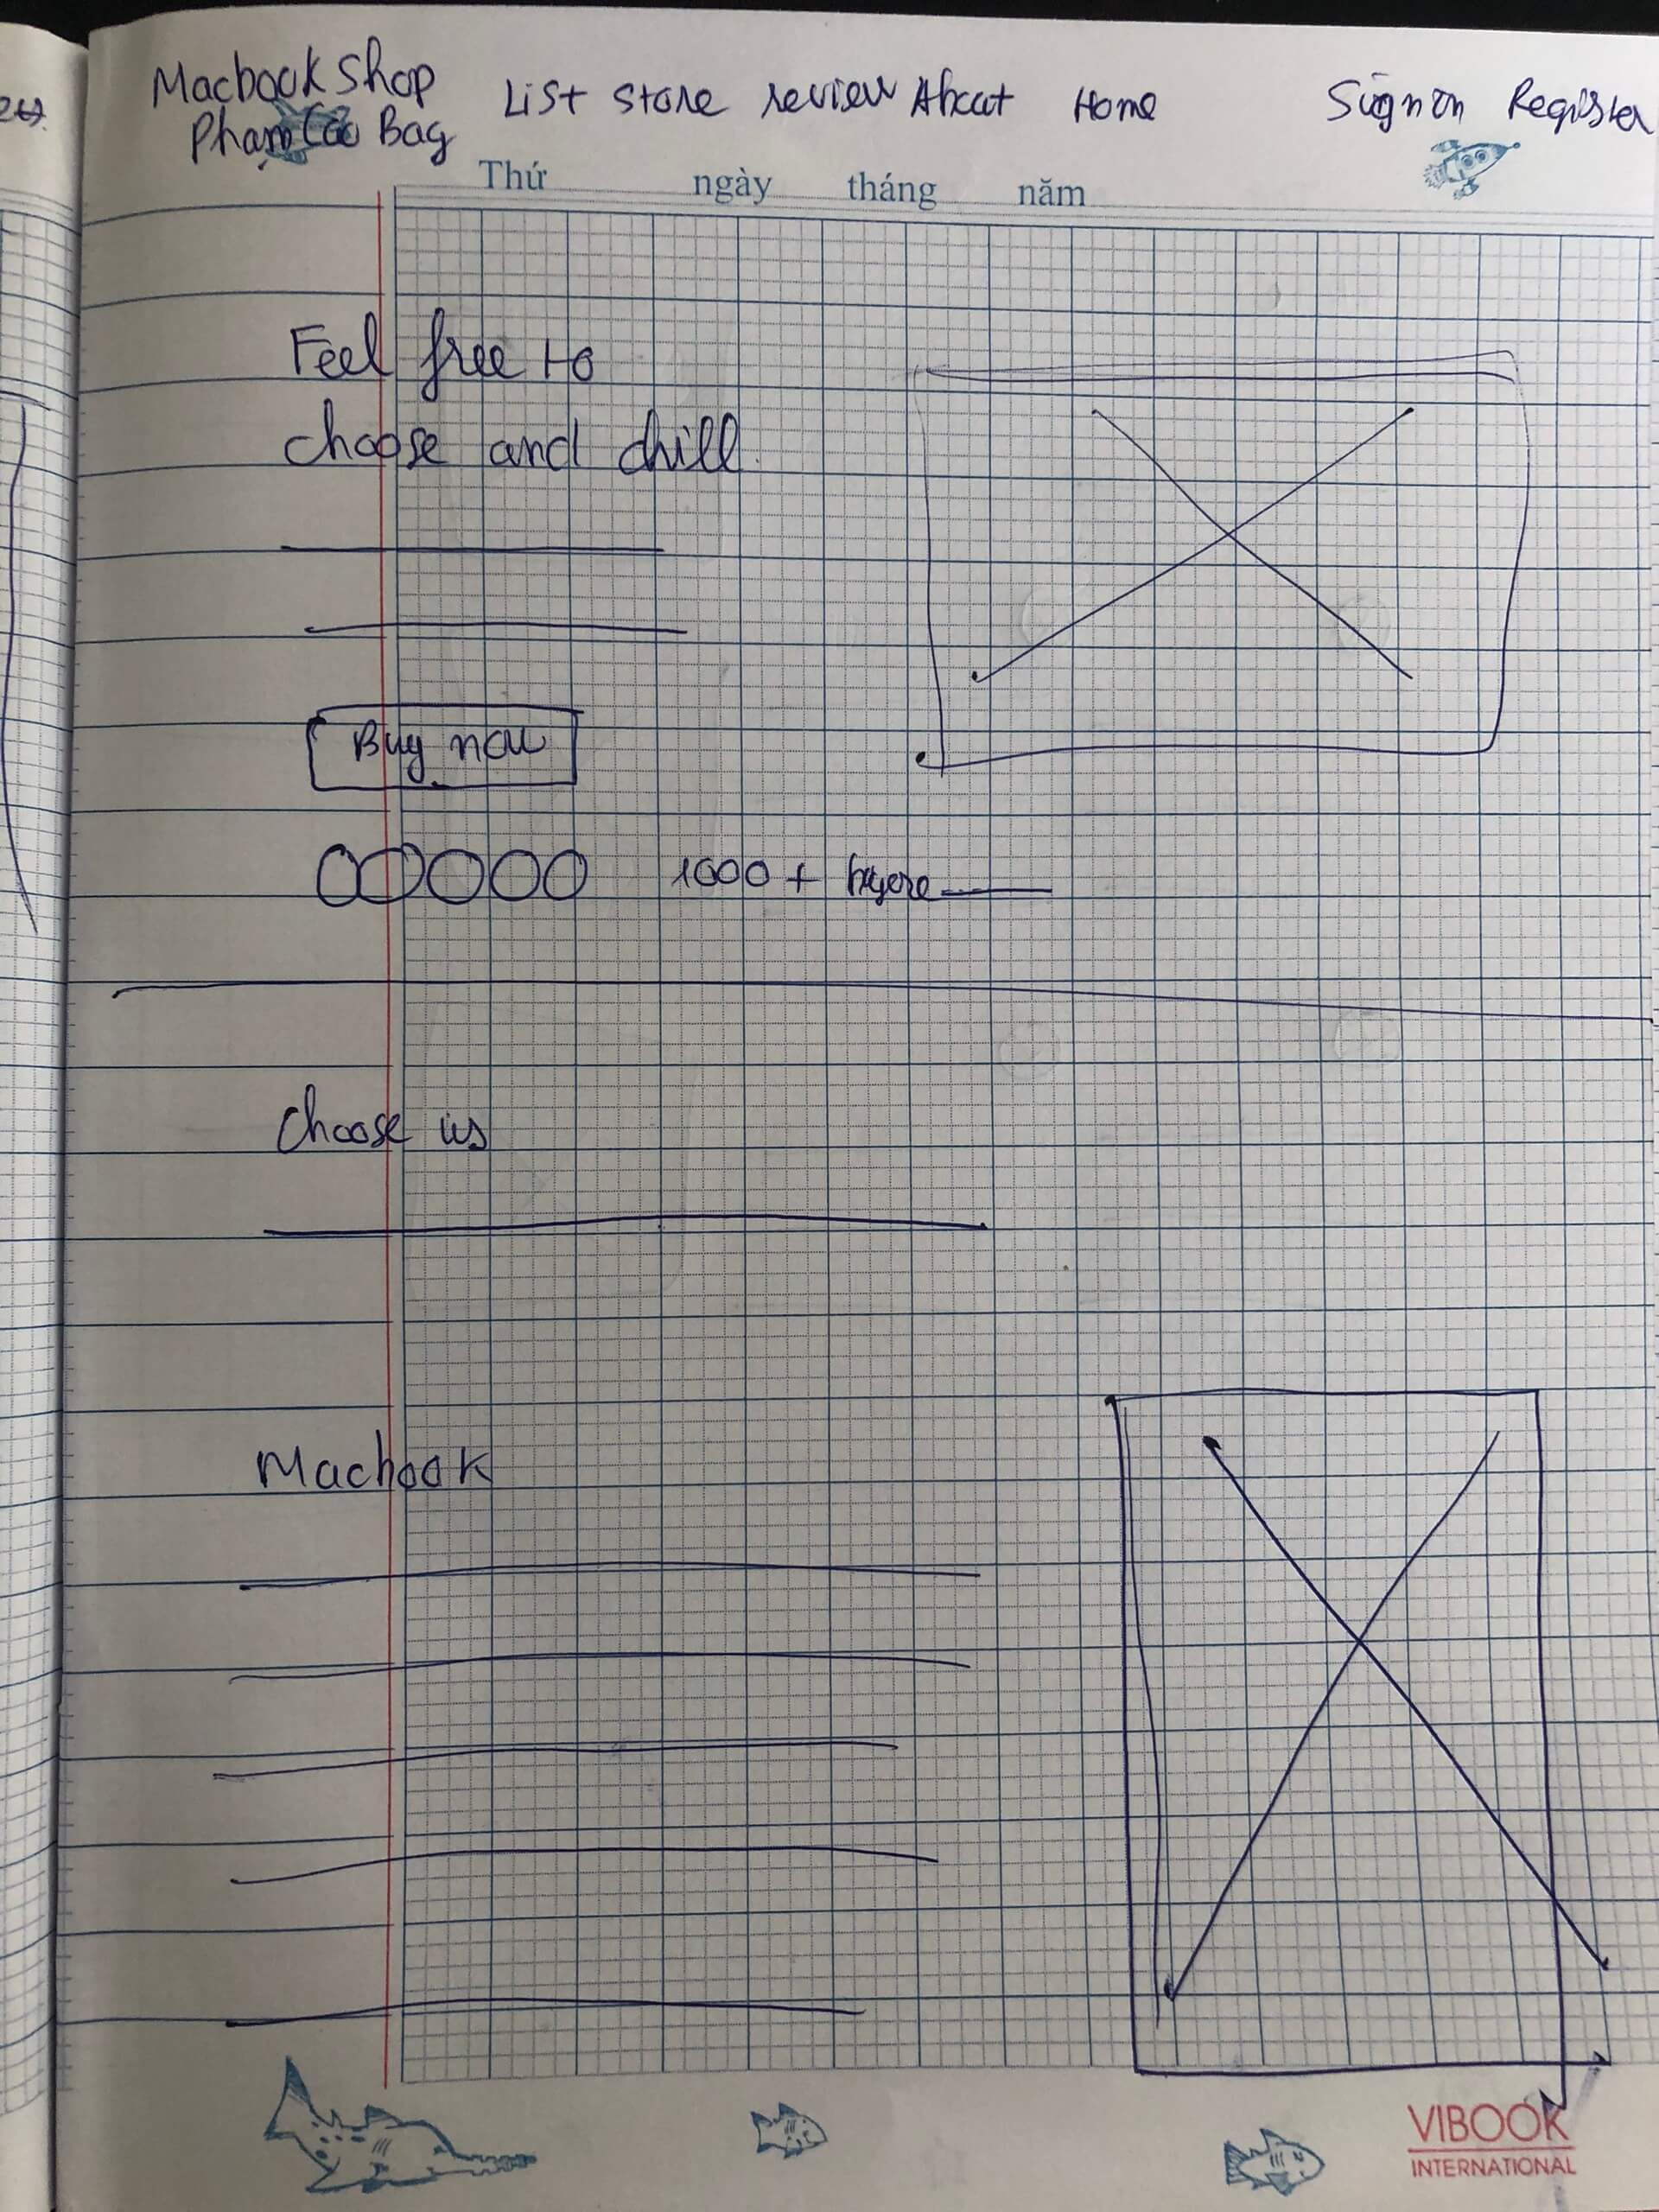 Macbook Shop
Pham Cao Bag
List store review About Home
Sign on Register
Thứ ngày tháng năm
Feel free to
choose and chill
Buy now
1000 +
Choose us
Macbook
VIBOOK
INTERNATIONAL